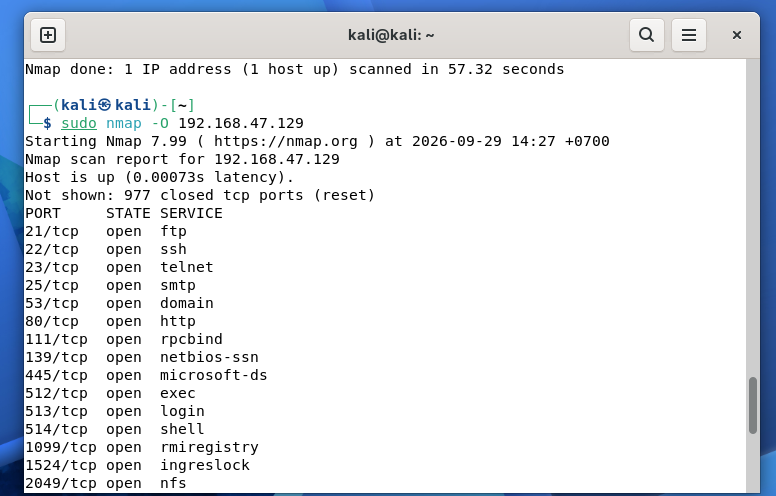 kali@kali: ~
Nmap done: 1 IP address (1 host up) scanned in 57.32 seconds
┌──(kali㉿kali)-[~]
└─$ sudo nmap -O 192.168.47.129
Starting Nmap 7.99 ( https://nmap.org ) at 2026-09-29 14:27 +0700
Nmap scan report for 192.168.47.129
Host is up (0.00073s latency).
Not shown: 977 closed tcp ports (reset)
PORT     STATE SERVICE
21/tcp   open  ftp
22/tcp   open  ssh
23/tcp   open  telnet
25/tcp   open  smtp
53/tcp   open  domain
80/tcp   open  http
111/tcp  open  rpcbind
139/tcp  open  netbios-ssn
445/tcp  open  microsoft-ds
512/tcp  open  exec
513/tcp  open  login
514/tcp  open  shell
1099/tcp open  rmiregistry
1524/tcp open  ingreslock
2049/tcp open  nfs